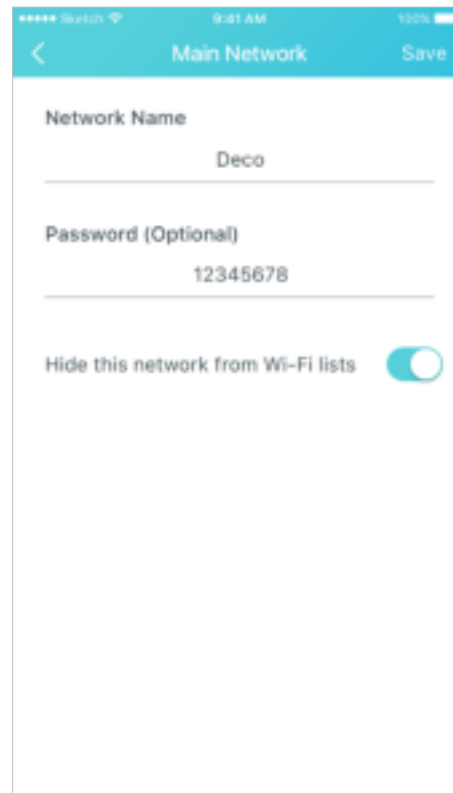 Sketch 9:41 AM 100%
Main Network Save
Network Name
Deco
Password (Optional)
12345678
Hide this network from Wi-Fi lists